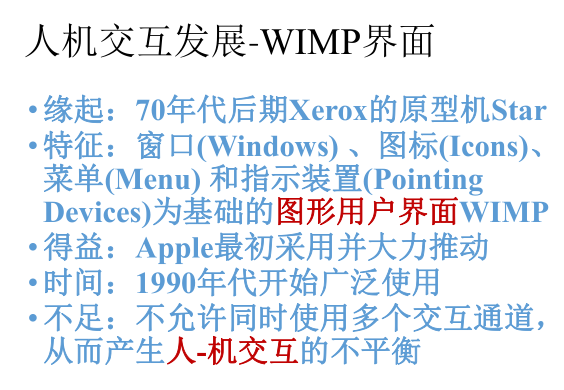 人机交互发展-WIMP界面
•缘起：70年代后期Xerox的原型机Star
•特征：窗口(Windows) 、图标(Icons)、
菜单(Menu) 和指示装置(Pointing
Devices)为基础的图形用户界面WIMP
•得益：Apple最初采用并大力推动
•时间：1990年代开始广泛使用
•不足：不允许同时使用多个交互通道，
从而产生人-机交互的不平衡